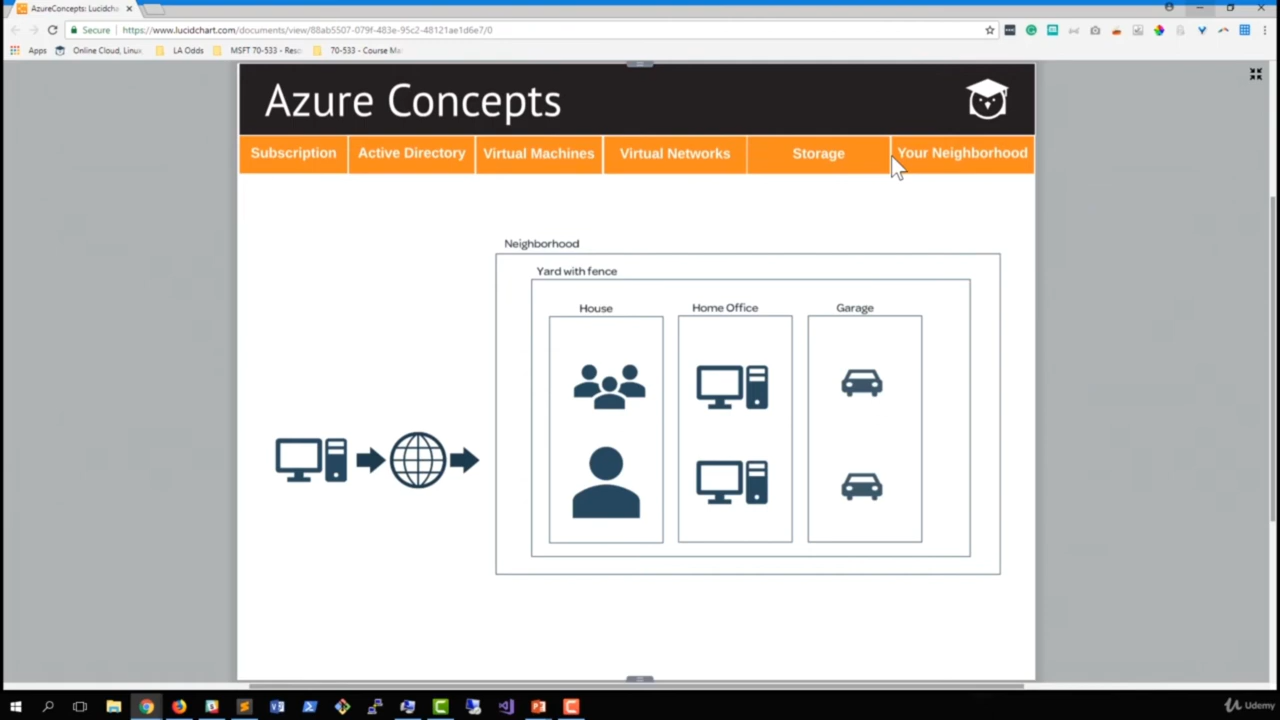 AzureConcepts: Lucidcha
Secure
https://www.lucidchart.com/documents/view/88ab5507-079f-483e-95c2-48121ae1d6e7/0
Apps Online Cloud, Linux LA Odds MSFT 70-533 - Reso 70-533 - Course Ma
Azure Concepts
Subscription Active Directory Virtual Machines Virtual Networks Storage Your Neighborhood
Neighborhood
Yard with fence
House Home Office Garage
Udemy